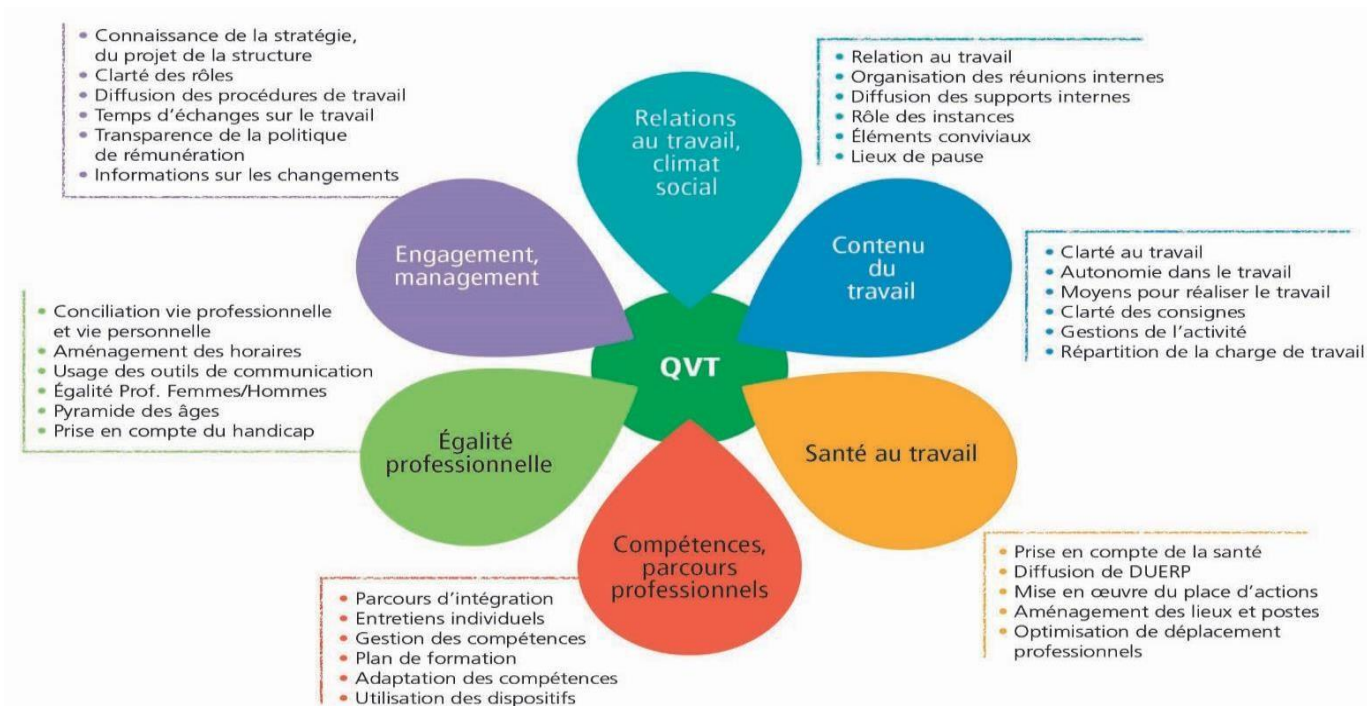 • Connaissance de la stratégie,
du projet de la structure
• Clarté des rôles
• Diffusion des procédures de travail
• Temps d'échanges sur le travail
• Transparence de la politique
de rémunération
• Informations sur les changements
Relations
au travail,
climat
social
• Relation au travail
• Organisation des réunions internes
• Diffusion des supports internes
• Rôle des instances
• Éléments conviviaux
• Lieux de pause
Engagement,
management
Contenu
du
travail
• Clarté au travail
• Autonomie dans le travail
• Moyens pour réaliser le travail
• Clarté des consignes
• Gestions de l'activité
• Répartition de la charge de travail
• Conciliation vie professionnelle
et vie personnelle
• Aménagement des horaires
• Usage des outils de communication
• Égalité Prof. Femmes/Hommes
• Pyramide des âges
• Prise en compte du handicap
QVT
Égalité
professionnelle
Santé au travail
Compétences,
parcours
professionnels
• Prise en compte de la santé
• Diffusion de DUERP
• Mise en œuvre du place d'actions
• Aménagement des lieux et postes
• Optimisation de déplacement
professionnels
• Parcours d'intégration
• Entretiens individuels
• Gestion des compétences
• Plan de formation
• Adaptation des compétences
• Utilisation des dispositifs